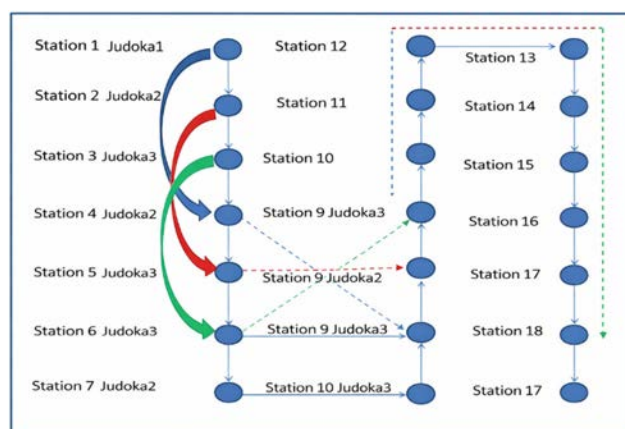 Station 1 Judoka1
Station 2 Judoka2
Station 3 Judoka3
Station 4 Judoka2
Station 5 Judoka3
Station 6 Judoka3
Station 7 Judoka2
Station 12
Station 11
Station 10
Station 9 Judoka3
Station 9 Judoka2
Station 9 Judoka3
Station 10 Judoka3
Station 13
Station 14
Station 15
Station 16
Station 17
Station 18
Station 17